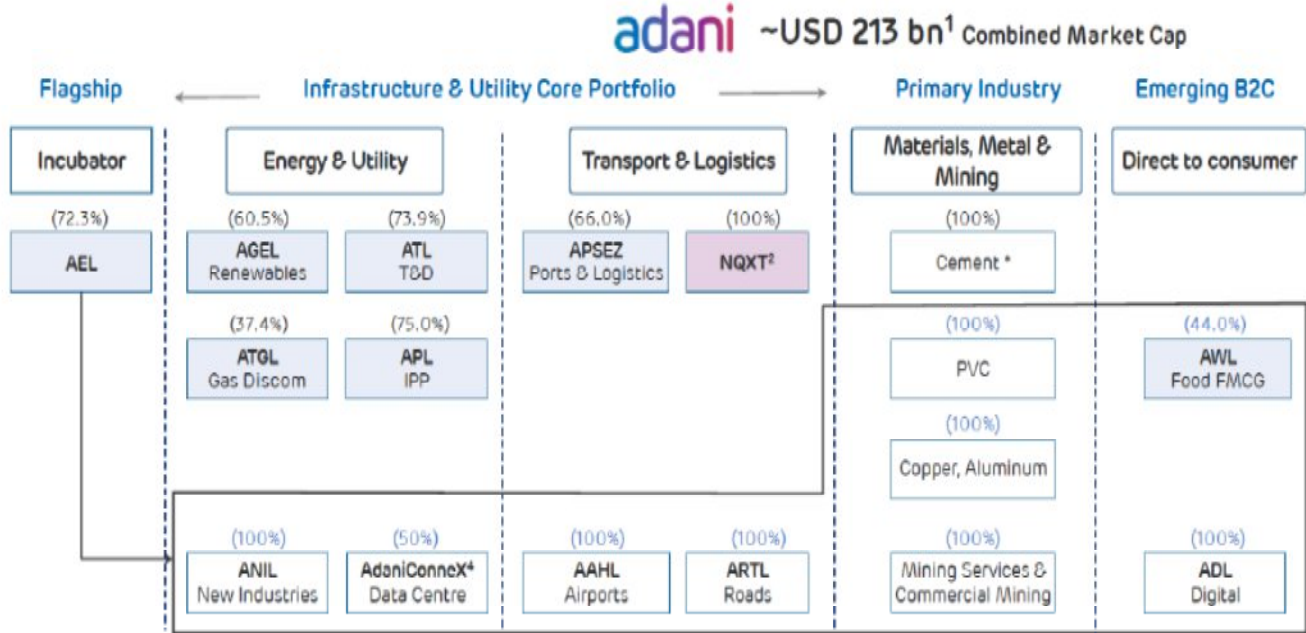 adani ~USD 213 bn¹ Combined Market Cap
Flagship
Infrastructure & Utility Core Portfolio
Primary Industry
Emerging B2C
Incubator
Energy & Utility
Transport & Logistics
Materials, Metal &
Mining
Direct to consumer
(72.3%)
(60.5%)
(73.9%)
(66.0%)
(100%)
(100%)
AEL
AGEL
Renewables
ATL
T&D
APSEZ
Ports & Logistics
NQXT²
Cement *
(37.4%)
(75.0%)
(100%)
(44.0%)
ATGL
Gas Discom
APL
IPP
PVC
AWL
Food FMCG
(100%)
Copper, Aluminum
(100%)
(50%)
(100%)
(100%)
(100%)
(100%)
ANIL
New Industries
AdaniConneX⁴
Data Centre
AAHL
Airports
ARTL
Roads
Mining Services &
Commercial Mining
ADL
Digital